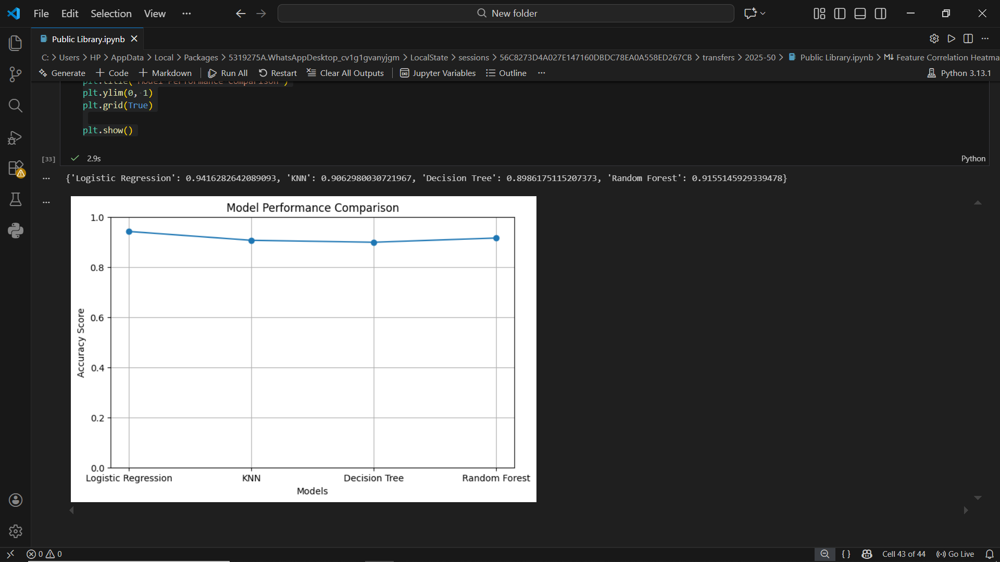 File Edit Selection View ··· New folder
Public Library.ipynb
C: > Users > HP > AppData > Local > Packages > 5319275A.WhatsAppDesktop_cv1g1gvanyjgm > LocalState > sessions > 56C8273D4A027E147160DBDC78EA0A558ED267CB > transfers > 2025-50 > Public Library.ipynb > M↓ Feature Correlation Heatma
Generate + Code + Markdown | Run All Restart Clear All Outputs | Jupyter Variables Outline ··· Python 3.13.1
plt.title("Model Performance Comparison")
plt.ylim(0, 1)
plt.grid(True)
plt.show()
[33] ✓ 2.9s Python
{'Logistic Regression': 0.9416282642089093, 'KNN': 0.9062980030721967, 'Decision Tree': 0.8986175115207373, 'Random Forest': 0.9155145929339478}
Model Performance Comparison
1.0
0.8
0.6
0.4
0.2
0.0
Accuracy Score
Logistic Regression KNN Decision Tree Random Forest
Models
0 0 { } Cell 43 of 44 Go Live